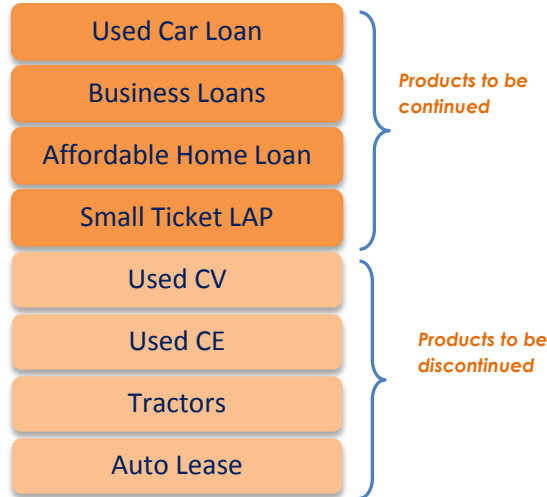 Used Car Loan
Business Loans
Affordable Home Loan
Small Ticket LAP
Products to be
continued
Used CV
Used CE
Tractors
Auto Lease
Products to be
discontinued